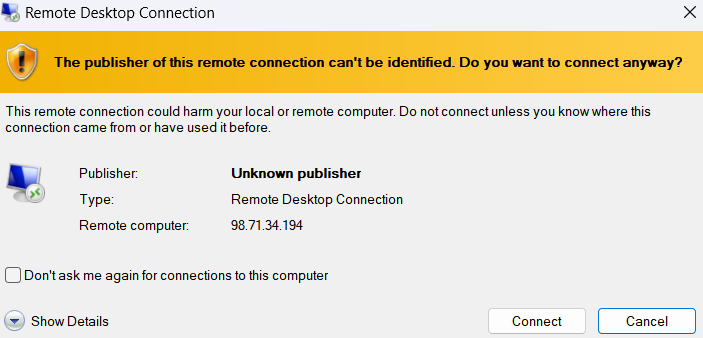 Remote Desktop Connection
The publisher of this remote connection can't be identified. Do you want to connect anyway?
This remote connection could harm your local or remote computer. Do not connect unless you know where this
connection came from or have used it before.
Publisher: Unknown publisher
Type: Remote Desktop Connection
Remote computer: 98.71.34.194
Don't ask me again for connections to this computer
Show Details Connect Cancel